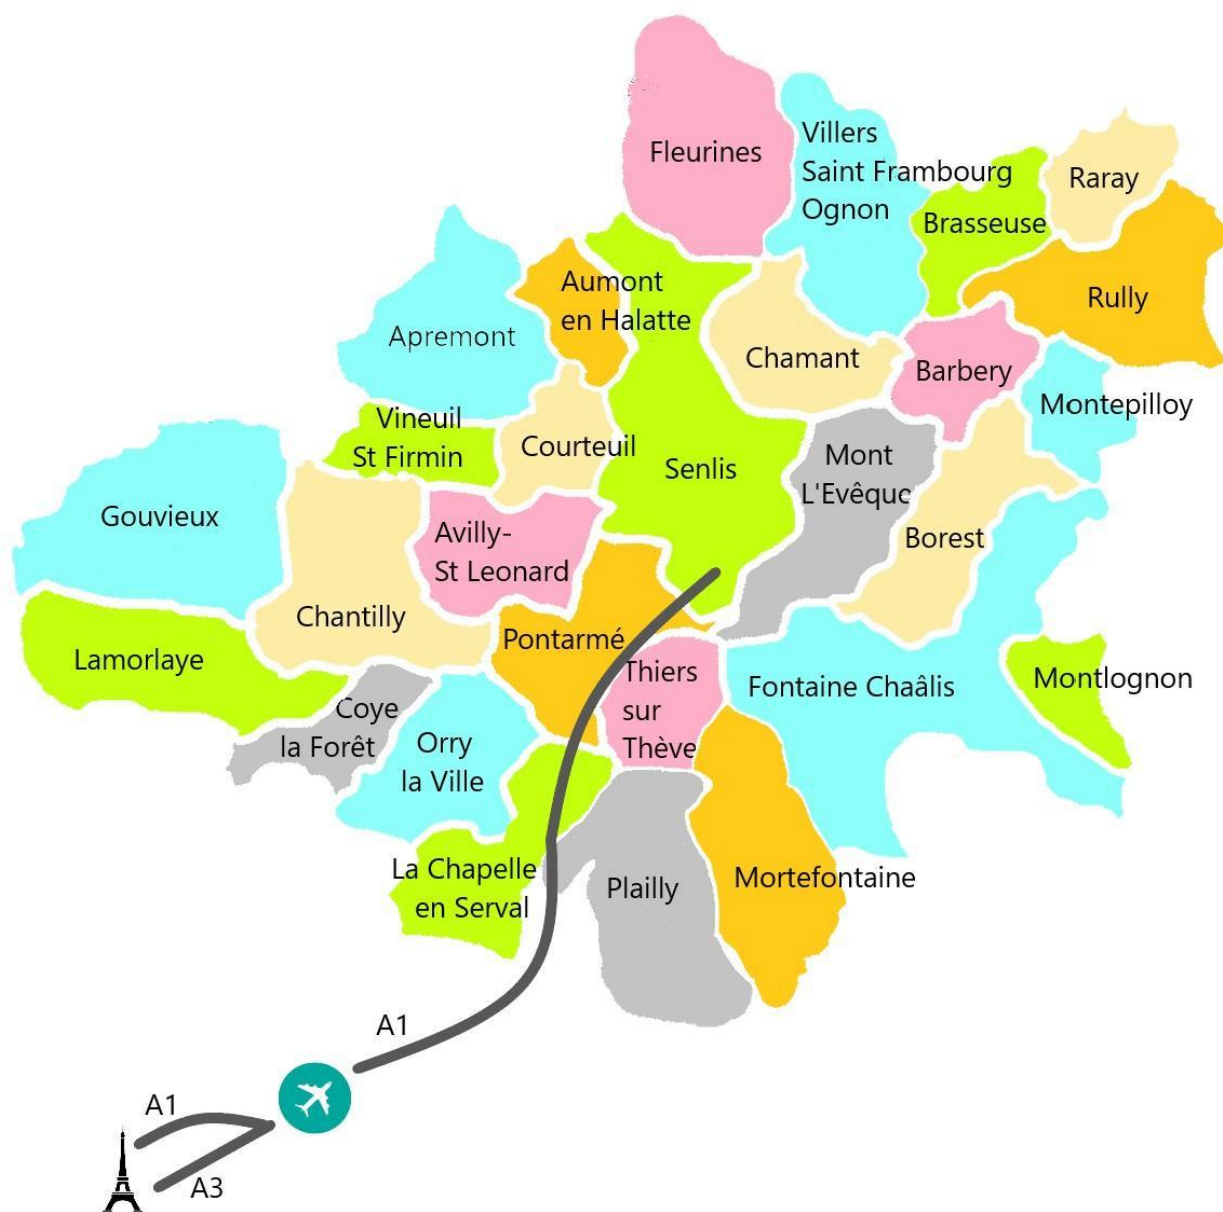 Fleurines
Villers
Saint Frambourg
Ognon
Raray
Brasseuse
Rully
Aumont
en Halatte
Apremont
Chamant
Barbery
Montepilloy
Vineuil
St Firmin
Courteuil
Senlis
Mont
L'Evêque
Gouvieux
Avilly-
St Leonard
Borest
Chantilly
Pontarmé
Lamorlaye
Thiers
sur
Thève
Fontaine Chaâlis
Montlognon
Coye
la Forêt
Orry
la Ville
La Chapelle
en Serval
Plailly
Mortefontaine
A1
A1
A3